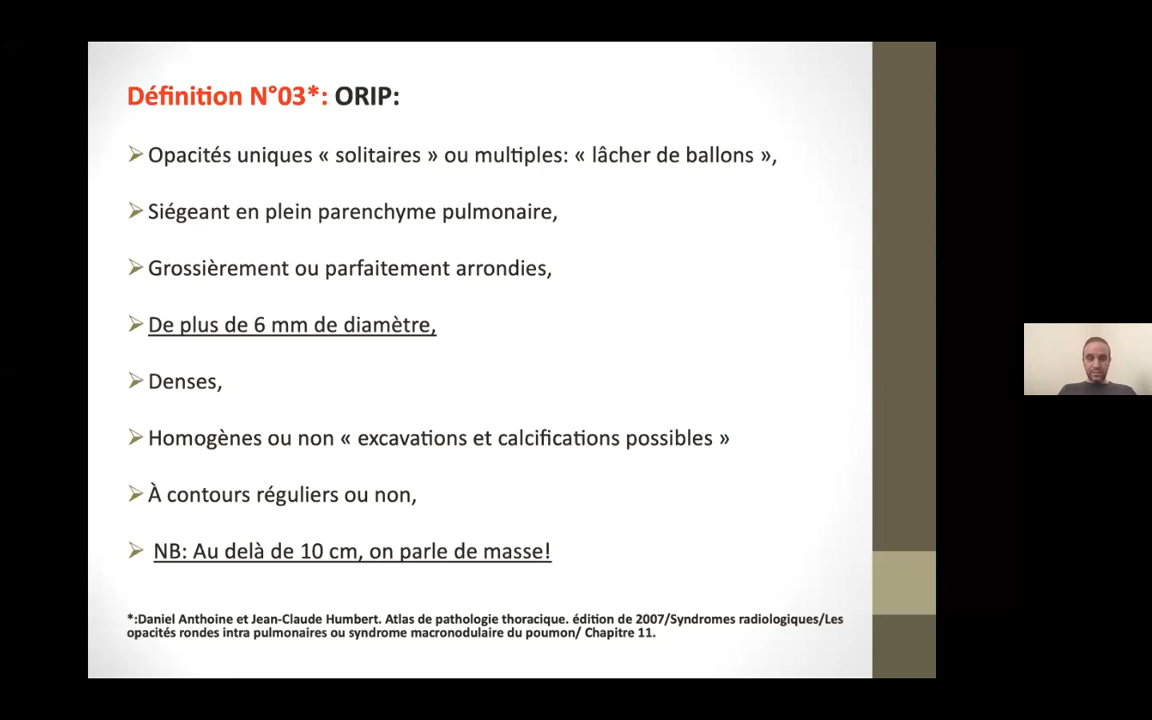 Définition N°03*: ORIP:
Opacités uniques « solitaires » ou multiples: « lâcher de ballons »,
Siégeant en plein parenchyme pulmonaire,
Grossièrement ou parfaitement arrondies,
De plus de 6 mm de diamètre,
Denses,
Homogènes ou non « excavations et calcifications possibles »
À contours réguliers ou non,
NB: Au delà de 10 cm, on parle de masse!
*:Daniel Anthoine et Jean-Claude Humbert. Atlas de pathologie thoracique. édition de 2007/Syndromes radiologiques/Les
opacités rondes intra pulmonaires ou syndrome macronodulaire du poumon/ Chapitre 11.